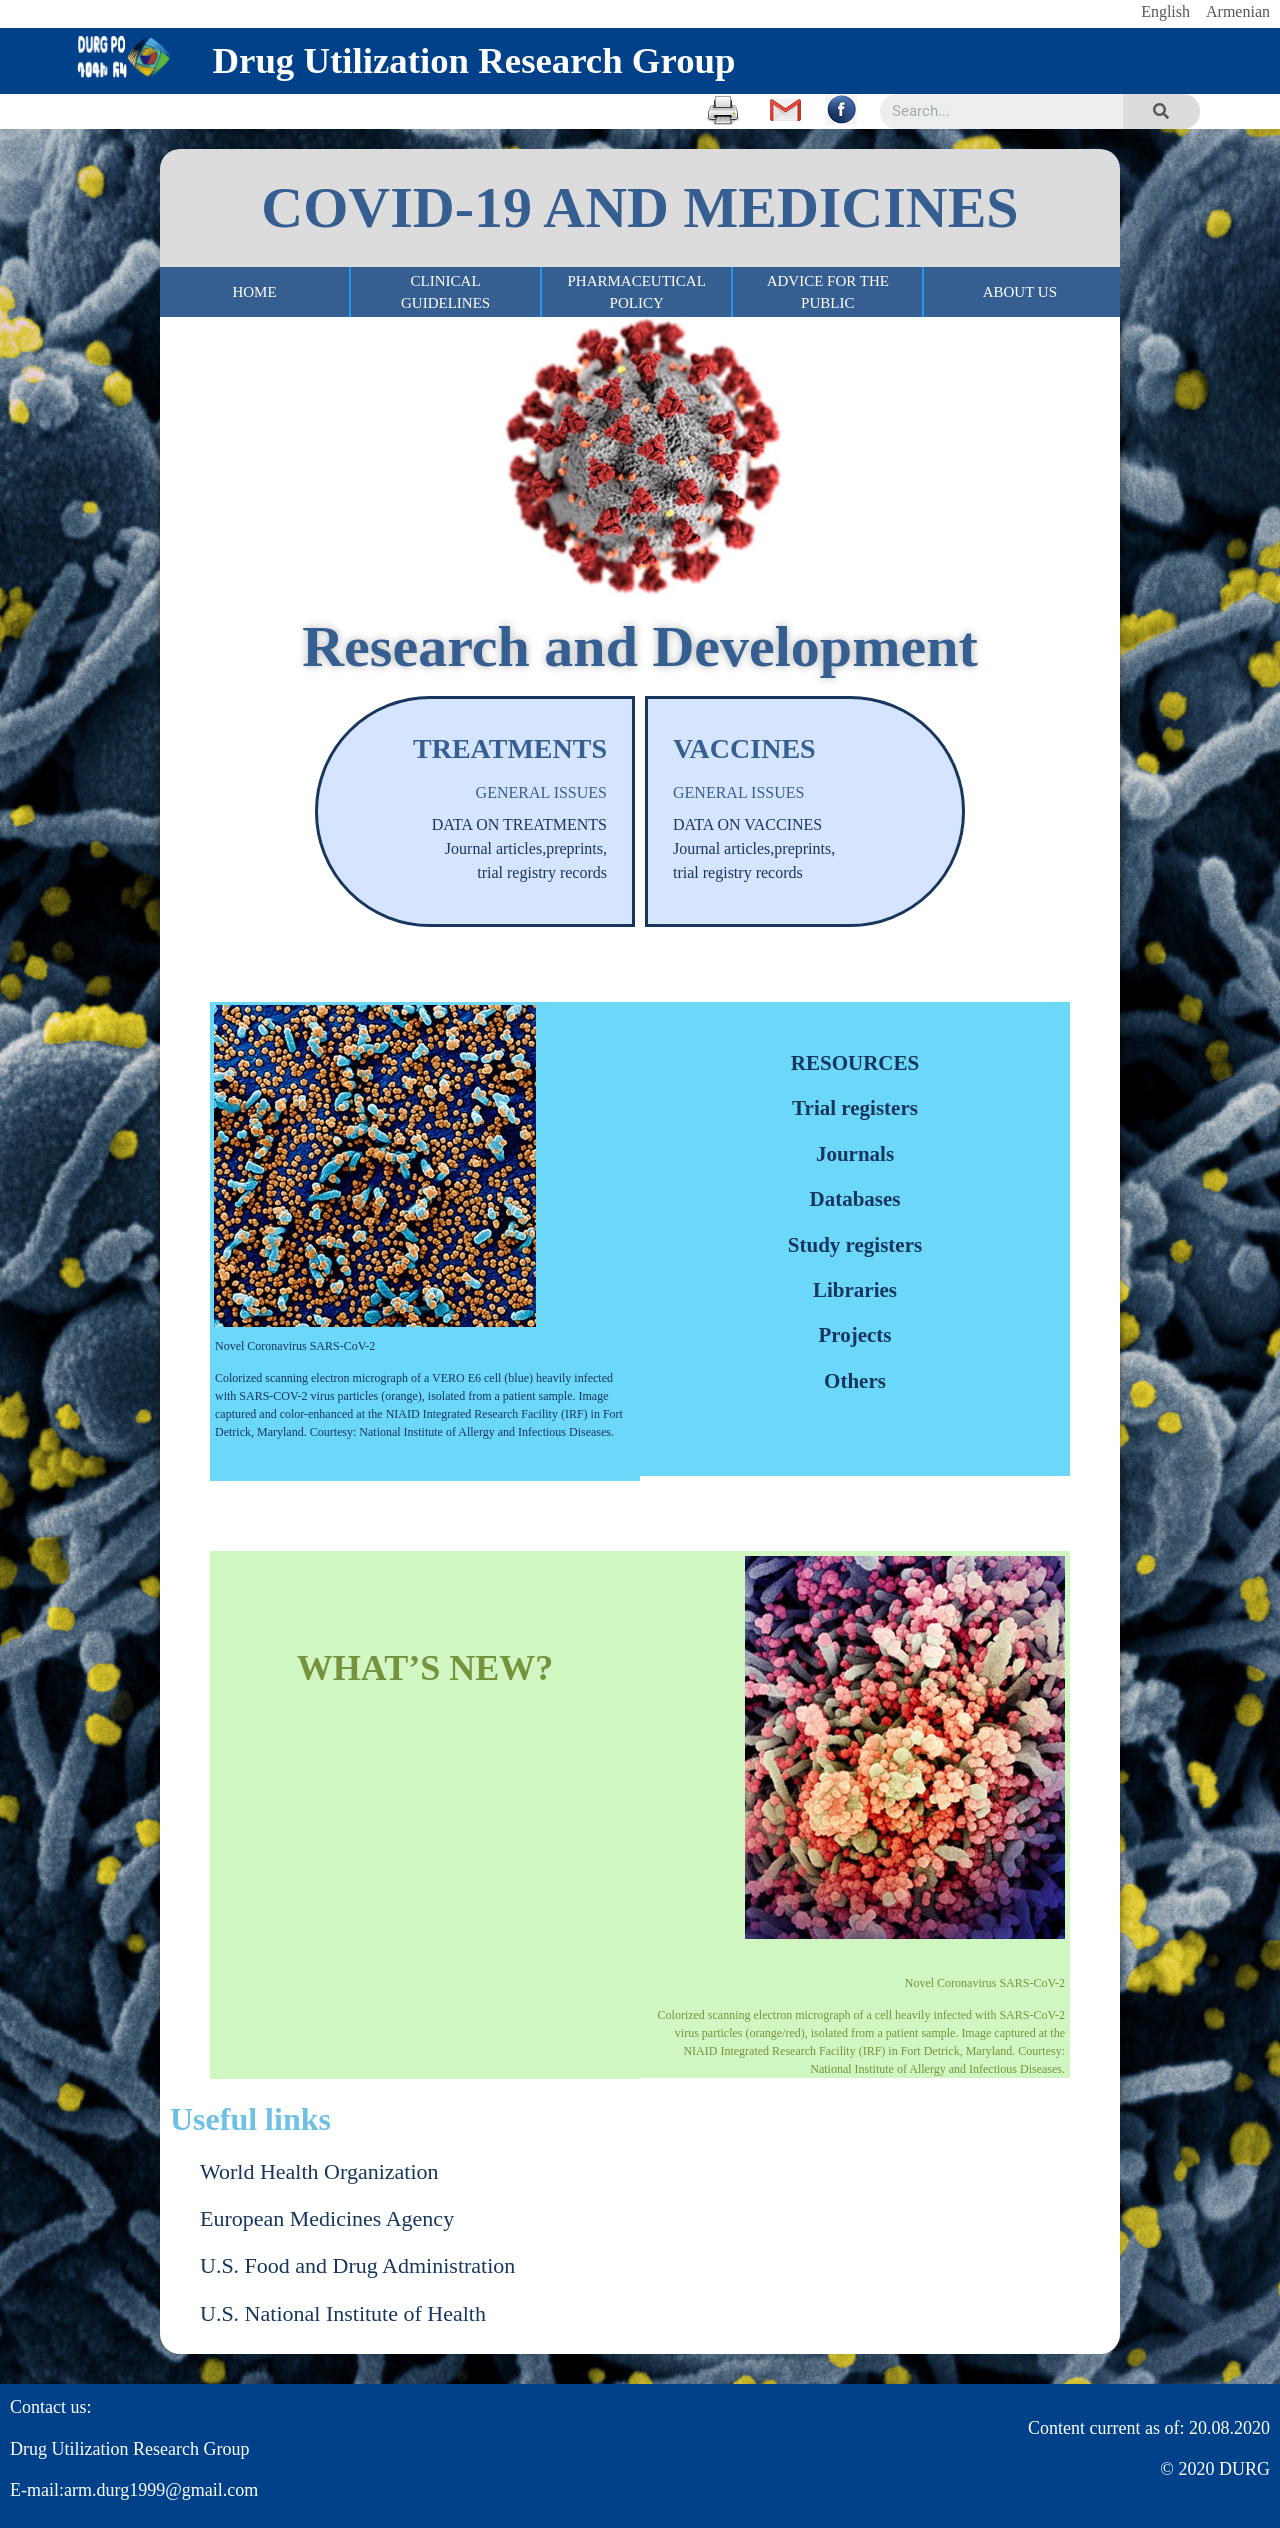 English Armenian
DURG PO
Drug Utilization Research Group
Search...
COVID-19 AND MEDICINES
HOME
CLINICAL
GUIDELINES
PHARMACEUTICAL
POLICY
ADVICE FOR THE
PUBLIC
ABOUT US
Research and Development
TREATMENTS
GENERAL ISSUES
DATA ON TREATMENTS
Journal articles,preprints,
trial registry records
VACCINES
GENERAL ISSUES
DATA ON VACCINES
Journal articles,preprints,
trial registry records
Novel Coronavirus SARS-CoV-2
Colorized scanning electron micrograph of a VERO E6 cell (blue) heavily infected
with SARS-COV-2 virus particles (orange), isolated from a patient sample. Image
captured and color-enhanced at the NIAID Integrated Research Facility (IRF) in Fort
Detrick, Maryland. Courtesy: National Institute of Allergy and Infectious Diseases.
RESOURCES
Trial registers
Journals
Databases
Study registers
Libraries
Projects
Others
WHAT’S NEW?
Novel Coronavirus SARS-CoV-2
Colorized scanning electron micrograph of a cell heavily infected with SARS-CoV-2
virus particles (orange/red), isolated from a patient sample. Image captured at the
NIAID Integrated Research Facility (IRF) in Fort Detrick, Maryland. Courtesy:
National Institute of Allergy and Infectious Diseases.
Useful links
World Health Organization
European Medicines Agency
U.S. Food and Drug Administration
U.S. National Institute of Health
Contact us:
Drug Utilization Research Group
E-mail:arm.durg1999@gmail.com
Content current as of: 20.08.2020
© 2020 DURG